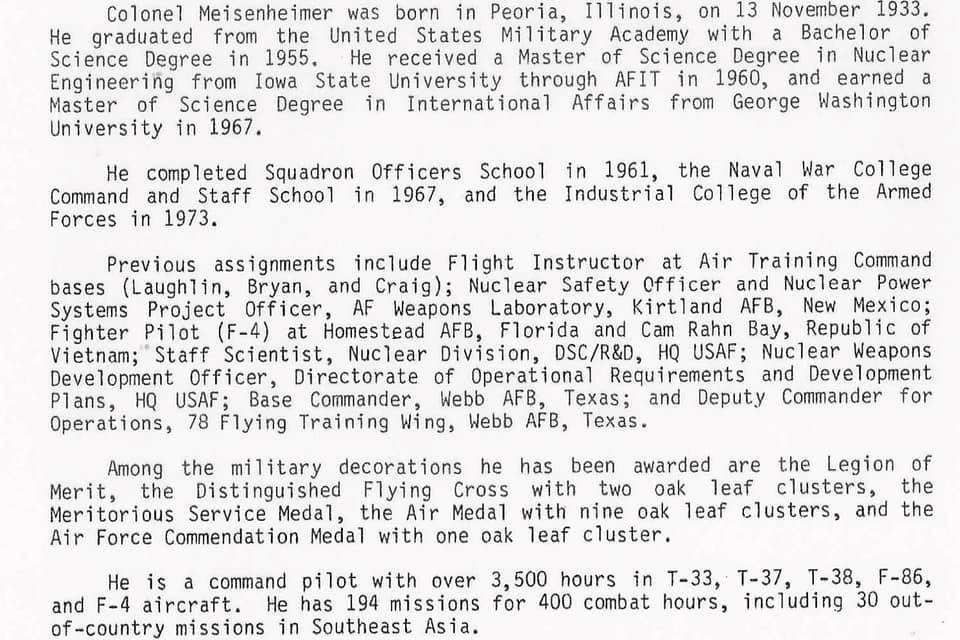 Colonel Meisenheimer was born in Peoria, Illinois, on 13 November 1933.
He graduated from the United States Military Academy with a Bachelor of
Science Degree in 1955. He received a Master of Science Degree in Nuclear
Engineering from Iowa State University through AFIT in 1960, and earned a
Master of Science Degree in International Affairs from George Washington
University in 1967.
He completed Squadron Officers School in 1961, the Naval War College
Command and Staff School in 1967, and the Industrial College of the Armed
Forces in 1973.
Previous assignments include Flight Instructor at Air Training Command
bases (Laughlin, Bryan, and Craig); Nuclear Safety Officer and Nuclear Power
Systems Project Officer, AF Weapons Laboratory, Kirtland AFB, New Mexico;
Fighter Pilot (F-4) at Homestead AFB, Florida and Cam Rahn Bay, Republic of
Vietnam; Staff Scientist, Nuclear Division, DSC/R&D, HQ USAF; Nuclear Weapons
Development Officer, Directorate of Operational Requirements and Development
Plans, HQ USAF; Base Commander, Webb AFB, Texas; and Deputy Commander for
Operations, 78 Flying Training Wing, Webb AFB, Texas.
Among the military decorations he has been awarded are the Legion of
Merit, the Distinguished Flying Cross with two oak leaf clusters, the
Meritorious Service Medal, the Air Medal with nine oak leaf clusters, and the
Air Force Commendation Medal with one oak leaf cluster.
He is a command pilot with over 3,500 hours in T-33, T-37, T-38, F-86,
and F-4 aircraft. He has 194 missions for 400 combat hours, including 30 out-
of-country missions in Southeast Asia.